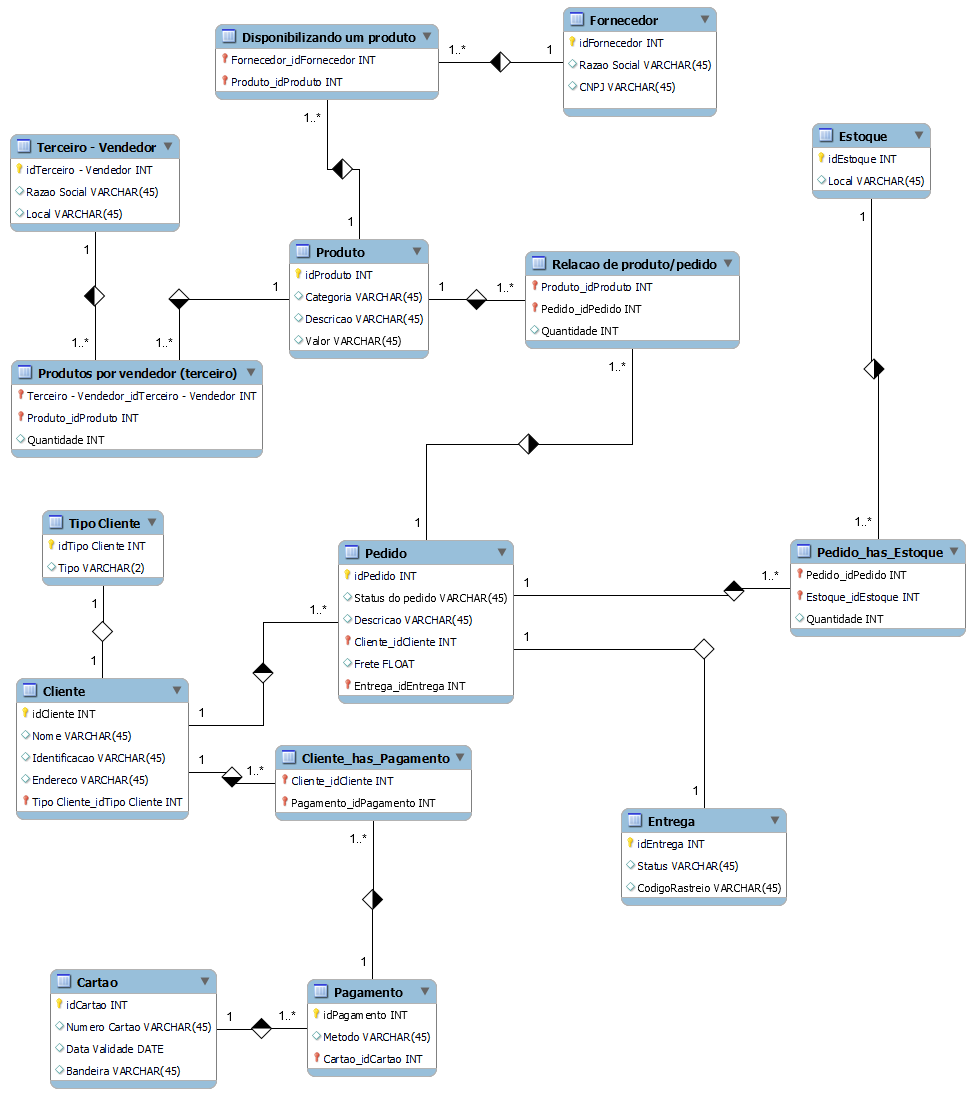 Fornecedor
idFornecedor INT
Razao Social VARCHAR(45)
CNPJ VARCHAR(45)
Disponibilizando um produto
Fornecedor_idFornecedor INT
Produto_idProduto INT
1..*
1
1..*
1
Estoque
idEstoque INT
Local VARCHAR(45)
1
1..*
Terceiro - Vendedor
idTerceiro - Vendedor INT
Razao Social VARCHAR(45)
Local VARCHAR(45)
1
1..*
Produto
idProduto INT
Categoria VARCHAR(45)
Descricao VARCHAR(45)
Valor VARCHAR(45)
1
1..*
1
1..*
Relacao de produto/pedido
Produto_idProduto INT
Pedido_idPedido INT
Quantidade INT
1..*
1
Produtos por vendedor (terceiro)
Terceiro - Vendedor_idTerceiro - Vendedor INT
Produto_idProduto INT
Quantidade INT
Tipo Cliente
idTipo Cliente INT
Tipo VARCHAR(2)
1
1
Pedido
idPedido INT
Status do pedido VARCHAR(45)
Descricao VARCHAR(45)
Cliente_idCliente INT
Frete FLOAT
Entrega_idEntrega INT
1
1..*
1
1
Pedido_has_Estoque
Pedido_idPedido INT
Estoque_idEstoque INT
Quantidade INT
Cliente
idCliente INT
Nome VARCHAR(45)
Identificacao VARCHAR(45)
Endereco VARCHAR(45)
Tipo Cliente_idTipo Cliente INT
1
1..*
1
1..*
Cliente_has_Pagamento
Cliente_idCliente INT
Pagamento_idPagamento INT
1..*
1
Entrega
idEntrega INT
Status VARCHAR(45)
CodigoRastreio VARCHAR(45)
Cartao
idCartao INT
Numero Cartao VARCHAR(45)
Data Validade DATE
Bandeira VARCHAR(45)
1
1..*
Pagamento
idPagamento INT
Metodo VARCHAR(45)
Cartao_idCartao INT